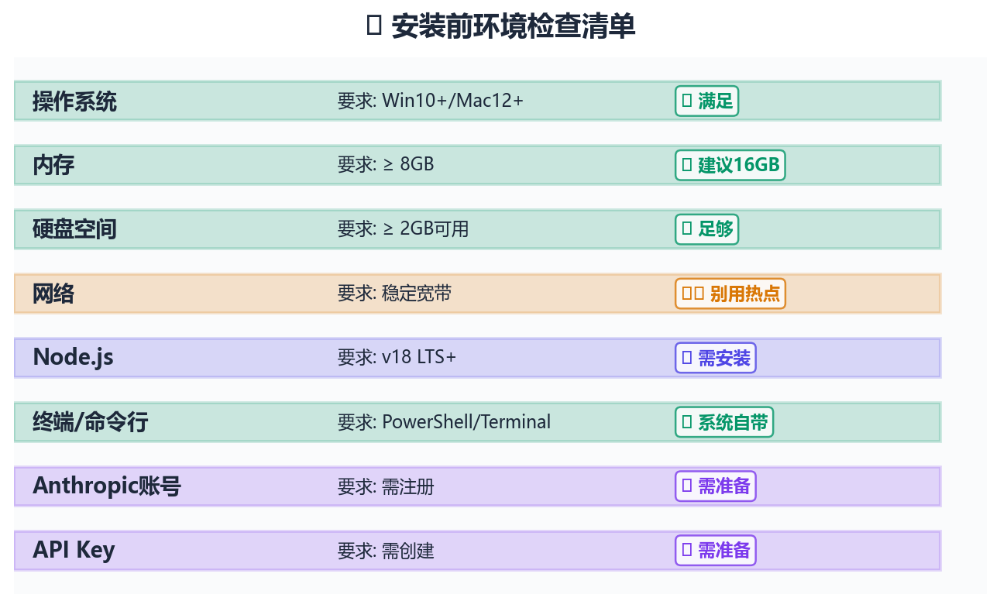 安装前环境检查清单
操作系统 要求: Win10+/Mac12+ 满足
内存 要求: ≥ 8GB 建议16GB
硬盘空间 要求: ≥ 2GB可用 足够
网络 要求: 稳定宽带 别用热点
Node.js 要求: v18 LTS+ 需安装
终端/命令行 要求: PowerShell/Terminal 系统自带
Anthropic账号 要求: 需注册 需准备
API Key 要求: 需创建 需准备